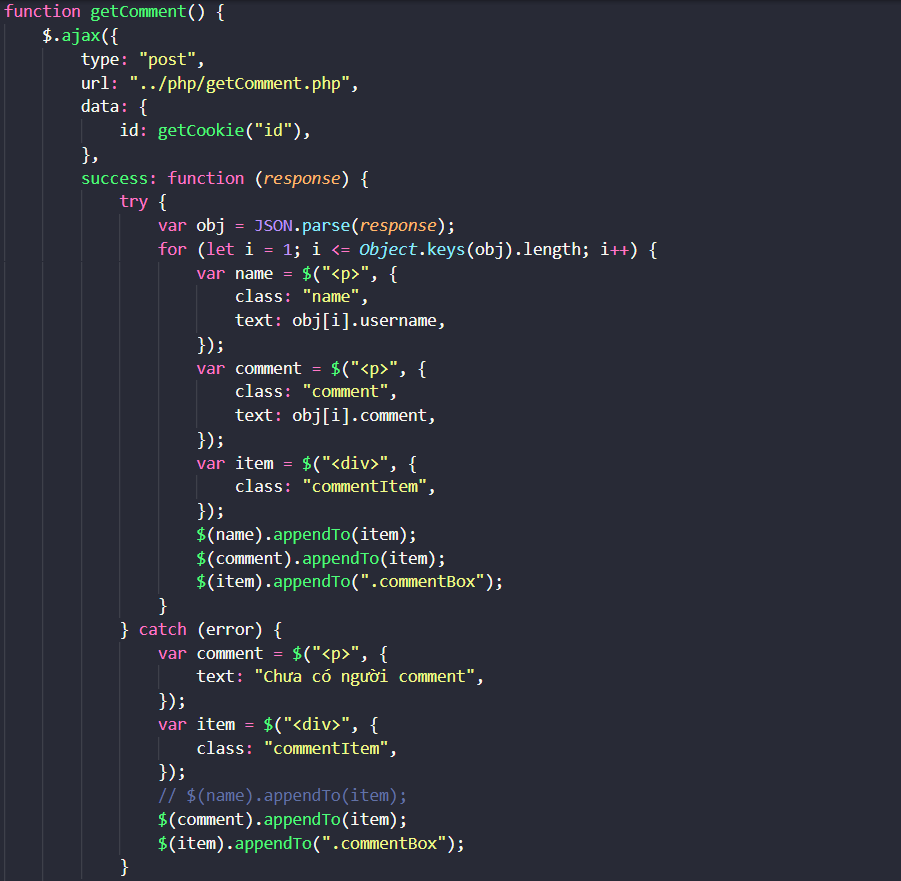 function getComment() {
    $.ajax({
        type: "post",
        url: "../php/getComment.php",
        data: {
            id: getCookie("id"),
        },
        success: function (response) {
            try {
                var obj = JSON.parse(response);
                for (let i = 1; i <= Object.keys(obj).length; i++) {
                    var name = $("<p>", {
                        class: "name",
                        text: obj[i].username,
                    });
                    var comment = $("<p>", {
                        class: "comment",
                        text: obj[i].comment,
                    });
                    var item = $("<div>", {
                        class: "commentItem",
                    });
                    $(name).appendTo(item);
                    $(comment).appendTo(item);
                    $(item).appendTo(".commentBox");
                }
            } catch (error) {
                var comment = $("<p>", {
                    text: "Chưa có người comment",
                });
                var item = $("<div>", {
                    class: "commentItem",
                });
                // $(name).appendTo(item);
                $(comment).appendTo(item);
                $(item).appendTo(".commentBox");
            }